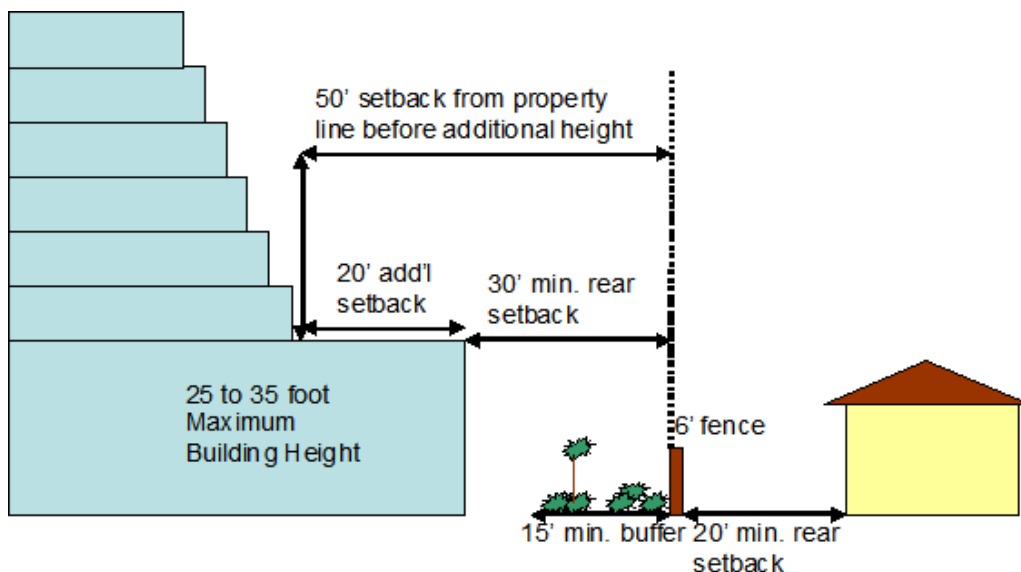 50’ setback from property
line before additional height
20’ add’l
setback
30’ min. rear
setback
25 to 35 foot
Maximum
Building Height
6’ fence
15’ min. buffer
20’ min. rear
setback